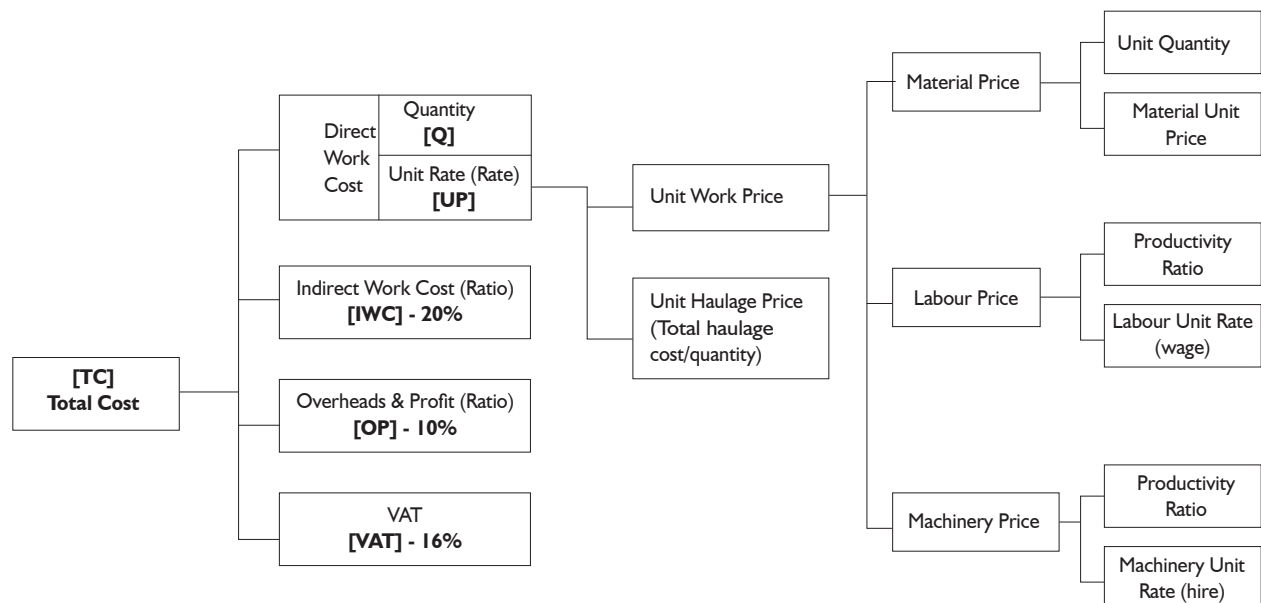 [TC]
Total Cost
Direct
Work
Cost
Quantity
[Q]
Unit Rate (Rate)
[UP]
Indirect Work Cost (Ratio)
[IWC] - 20%
Overheads & Profit (Ratio)
[OP] - 10%
VAT
[VAT] - 16%
Unit Work Price
Unit Haulage Price
(Total haulage
cost/quantity)
Material Price
Labour Price
Machinery Price
Unit Quantity
Material Unit
Price
Productivity
Ratio
Labour Unit Rate
(wage)
Productivity
Ratio
Machinery Unit
Rate (hire)